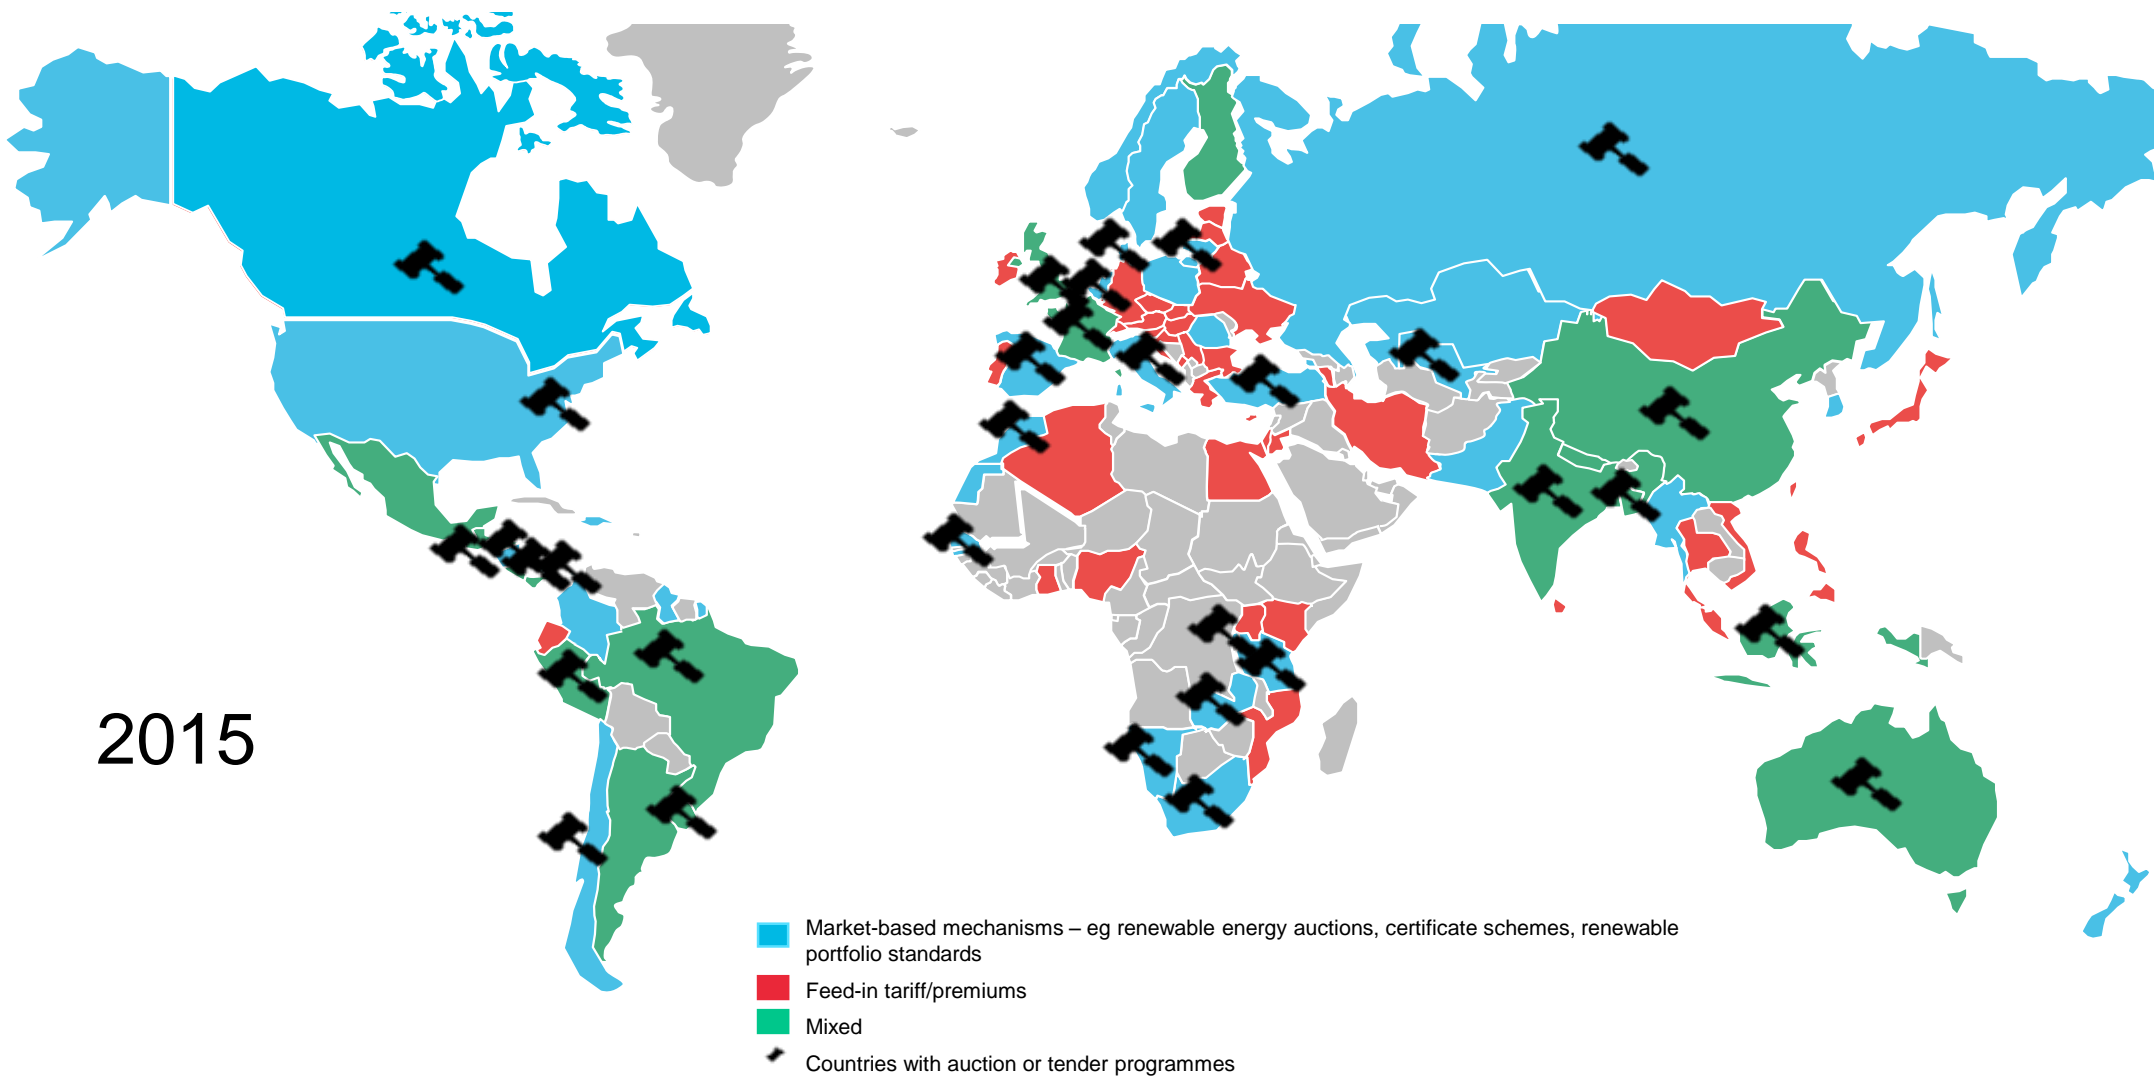 2015
Market-based mechanisms – eg renewable energy auctions, certificate schemes, renewable
portfolio standards
Feed-in tariff/premiums
Mixed
Countries with auction or tender programmes